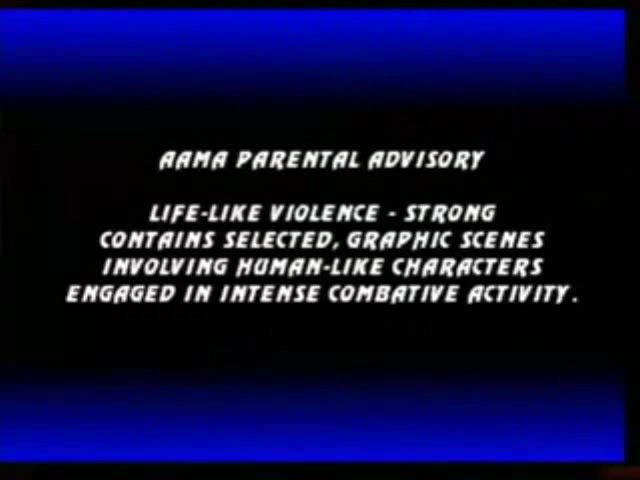 AAMA PARENTAL ADVISORY
LIFE-LIKE VIOLENCE - STRONG
CONTAINS SELECTED, GRAPHIC SCENES
INVOLVING HUMAN-LIKE CHARACTERS
ENGAGED IN INTENSE COMBATIVE ACTIVITY.